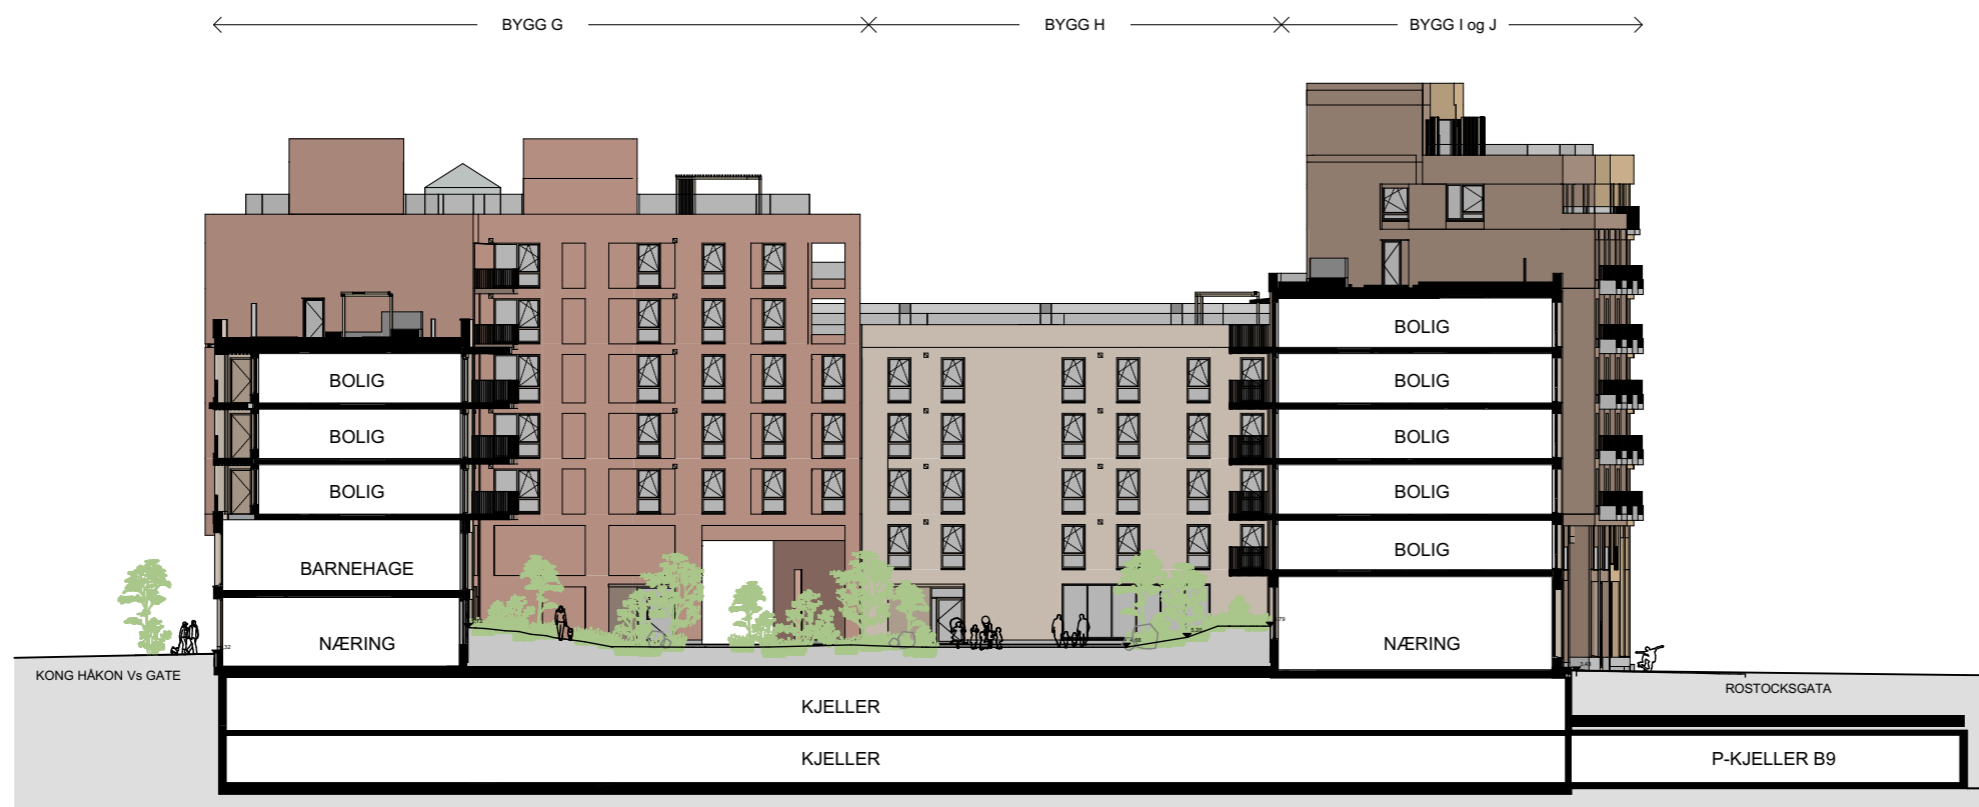 BYGG G
BYGG H
BYGG I og J
BOLIG
BOLIG
BOLIG
BARNEHAGE
NÆRING
BOLIG
BOLIG
BOLIG
BOLIG
BOLIG
NÆRING
KONG HÅKON Vs GATE
ROSTOCKSGATA
KJELLER
KJELLER
P-KJELLER B9